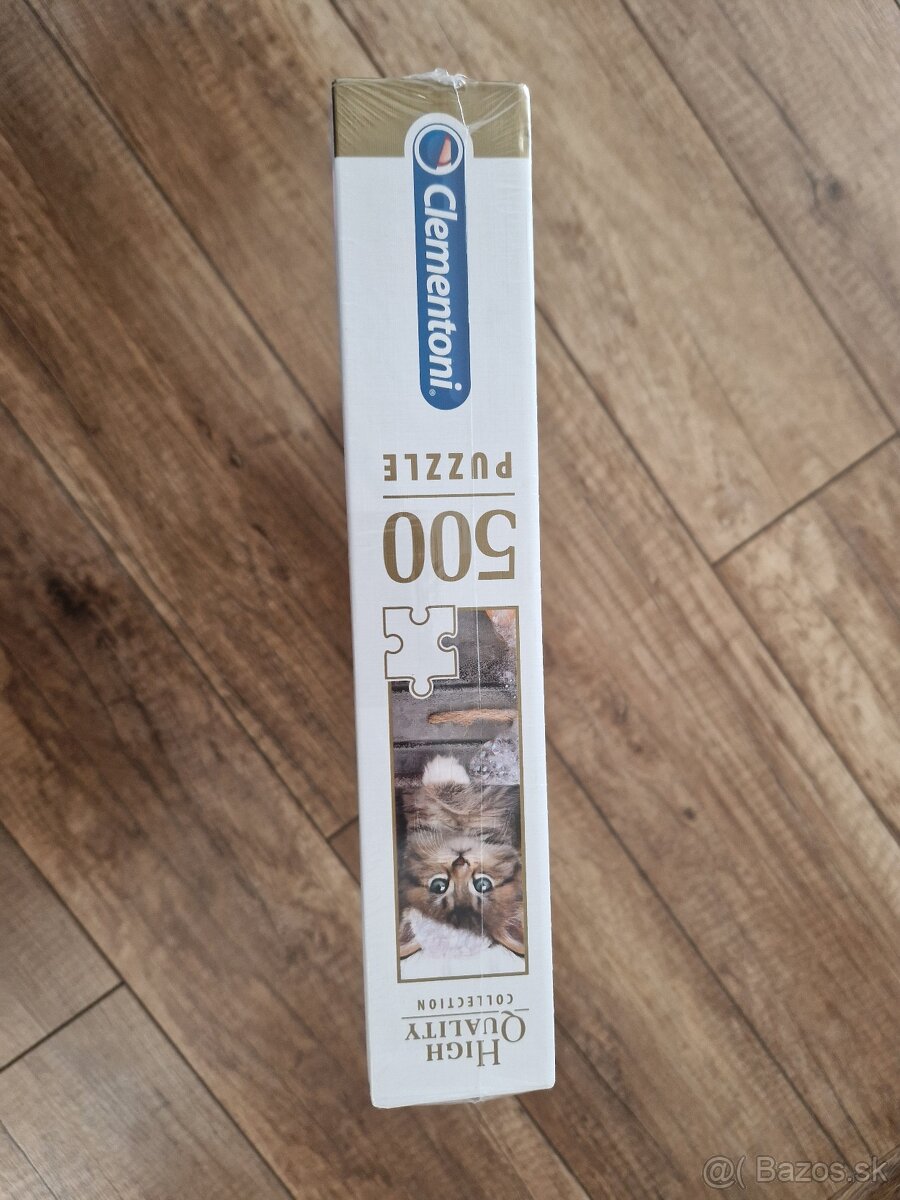 Clementoni®
PUZZLE
500
HIGH
QUALITY
COLLECTION
@( Bazos.sk